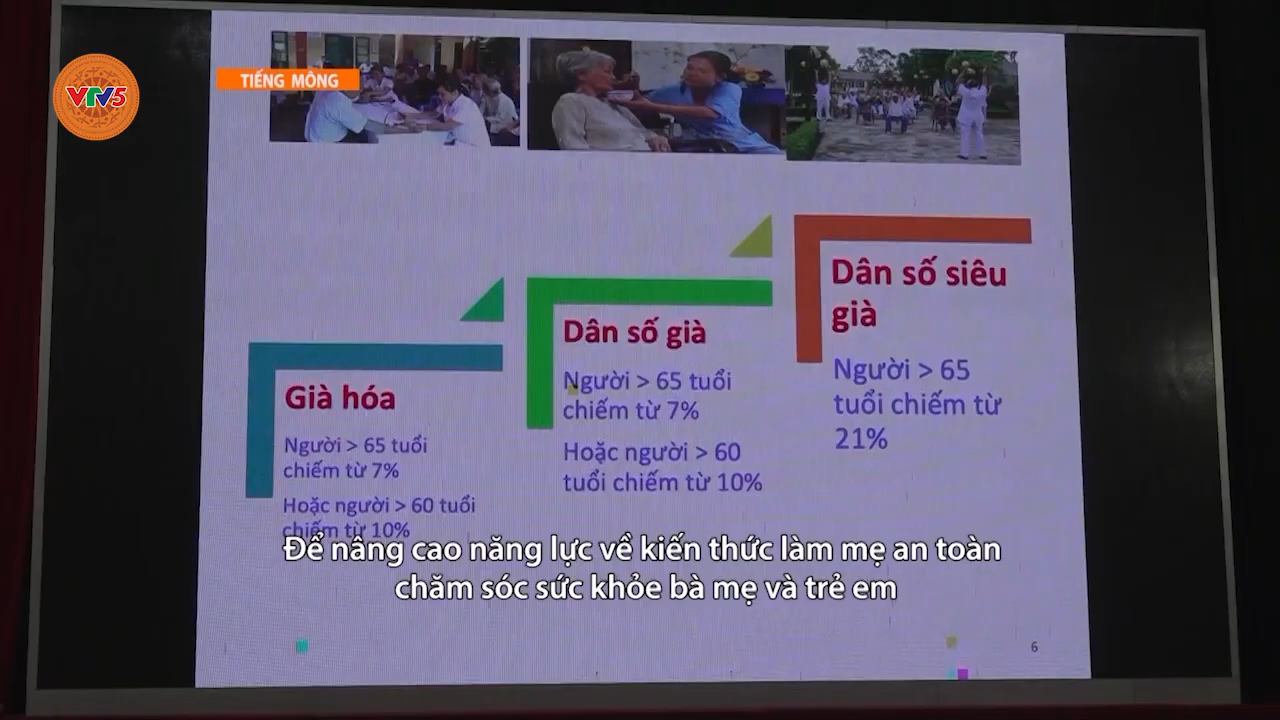 VTV5
TIẾNG MÔNG
Dân số siêu
già
Người > 65
tuổi chiếm từ
21%
Dân số già
Người > 65 tuổi
chiếm từ 7%
Hoặc người > 60
tuổi chiếm từ 10%
Già hóa
Người > 65 tuổi
chiếm từ 7%
Hoặc người > 60 tuổi
chiếm từ 10%
Để nâng cao năng lực về kiến thức làm mẹ an toàn
chăm sóc sức khỏe bà mẹ và trẻ em
6